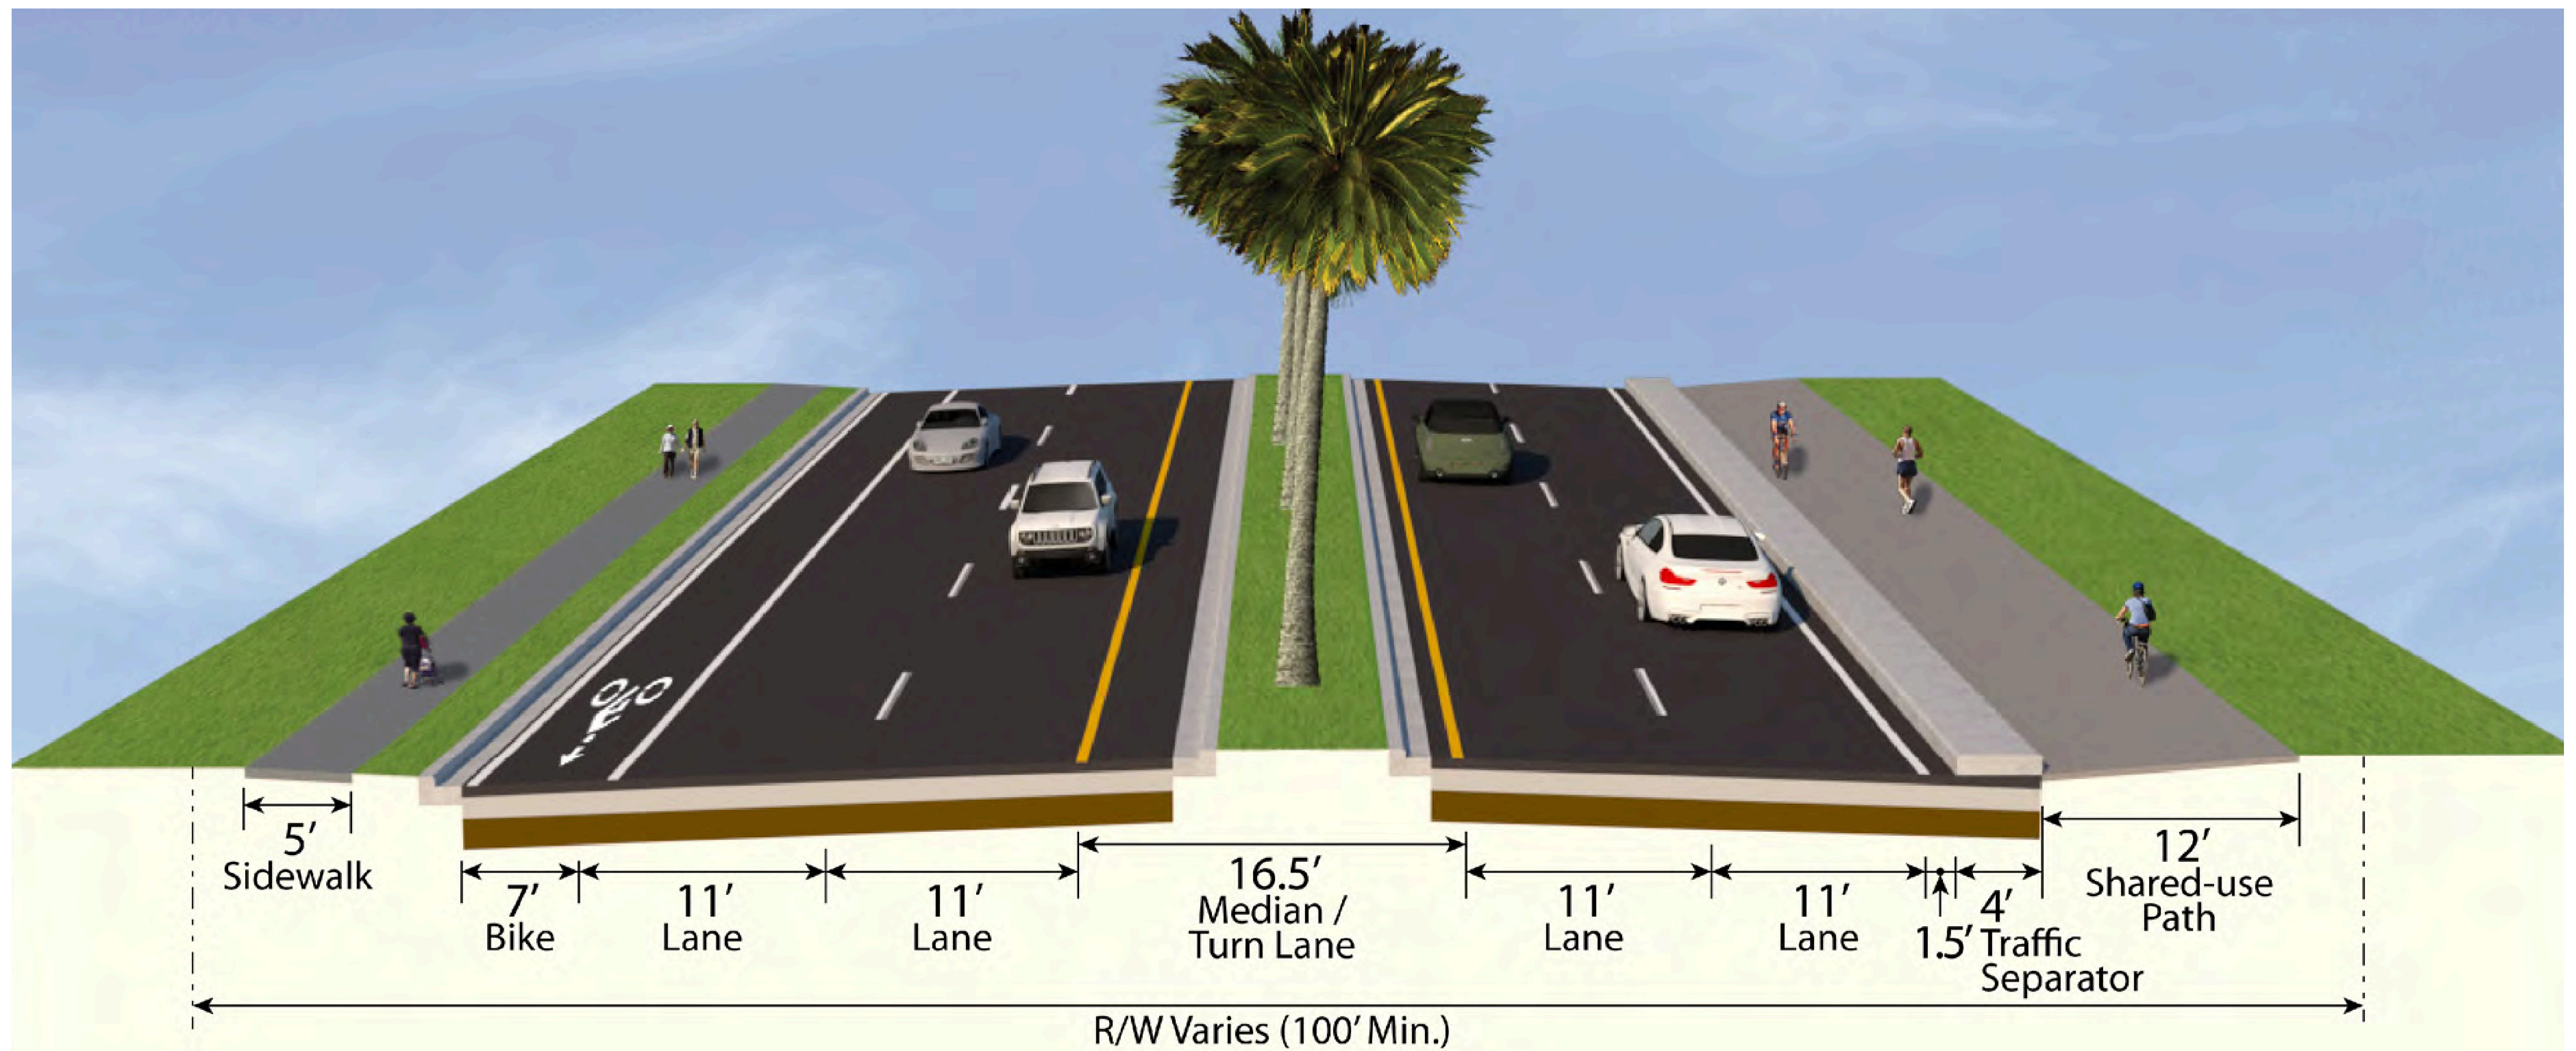 5′
Sidewalk
7′
Bike
11′
Lane
11′
Lane
16.5′
Median /
Turn Lane
11′
Lane
11′
Lane
1.5′
4′
Traffic
Separator
12′
Shared-use
Path
R/W Varies (100′ Min.)